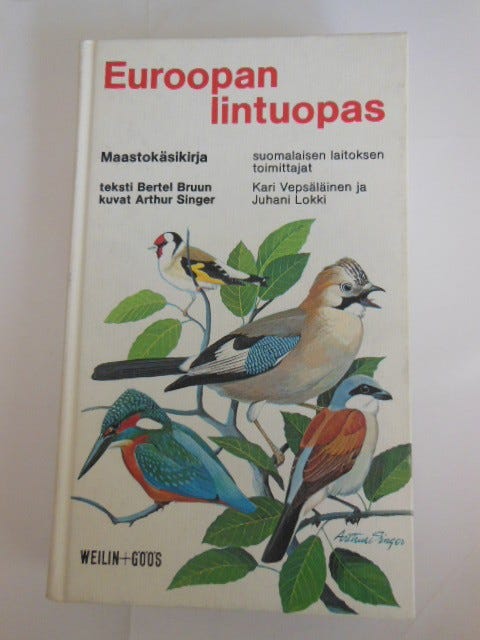 Euroopan
lintuopas
Maastokäsikirja
teksti Bertel Bruun
kuvat Arthur Singer
suomalaisen laitoksen
toimittajat
Kari Vepsäläinen ja
Juhani Lokki
Arthur Singer
WEILIN+GÖÖS